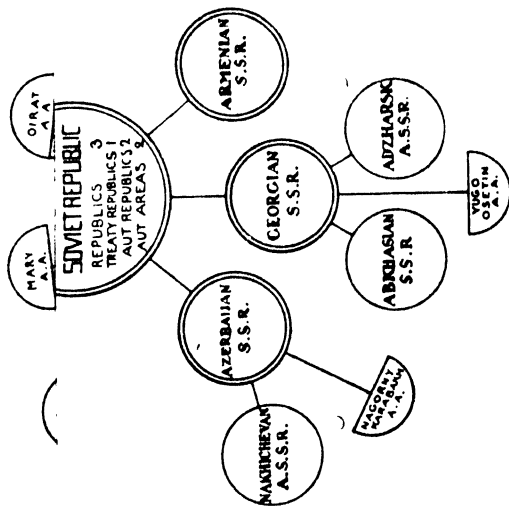 MARY
A.A.
OIRAT
A A
SOVIET REPUBLIC
REPUBLICS 3
TREATY REPUBLICS 1
AUT REPUBLICS 2
AUT AREAS 2
AZERBAIJAN
S.S.R.
GEORGIAN
S.S.R.
ARMENIAN
S.S.R.
NAKHICHEVAN
A.S.S.R.
NAGORNY
KARABAKH
A.A.
ABKHASIAN
S.S.R
YUGO
OSETIN
A.A.
ADZHARSK
A.S.S.R.